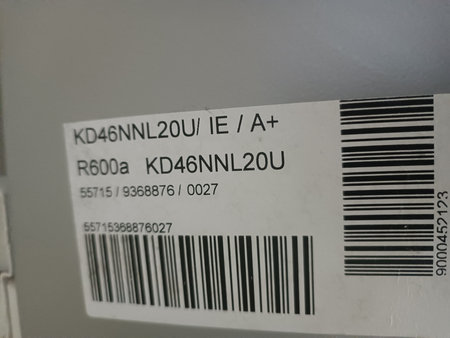 KD46NNL20U/ IE / A+
R600a KD46NNL20U
55715 / 9368876 / 0027
55715368876027
9000452123